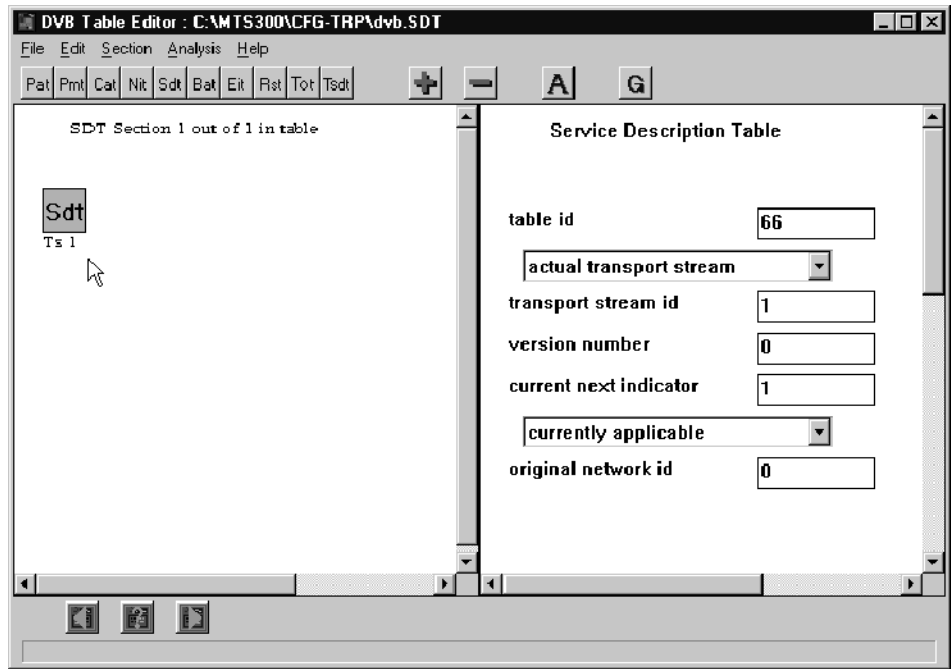 DVB Table Editor : C:\MTS300\CFG-TRP\dvb.SDT
File Edit Section Analysis Help
Pat Pmt Cat Nit Sdt Bat Eit Rst Tot Tsdt + - A G
SDT Section 1 out of 1 in table
Sdt
Ts 1
Service Description Table
table id 66
actual transport stream
transport stream id 1
version number 0
current next indicator 1
currently applicable
original network id 0